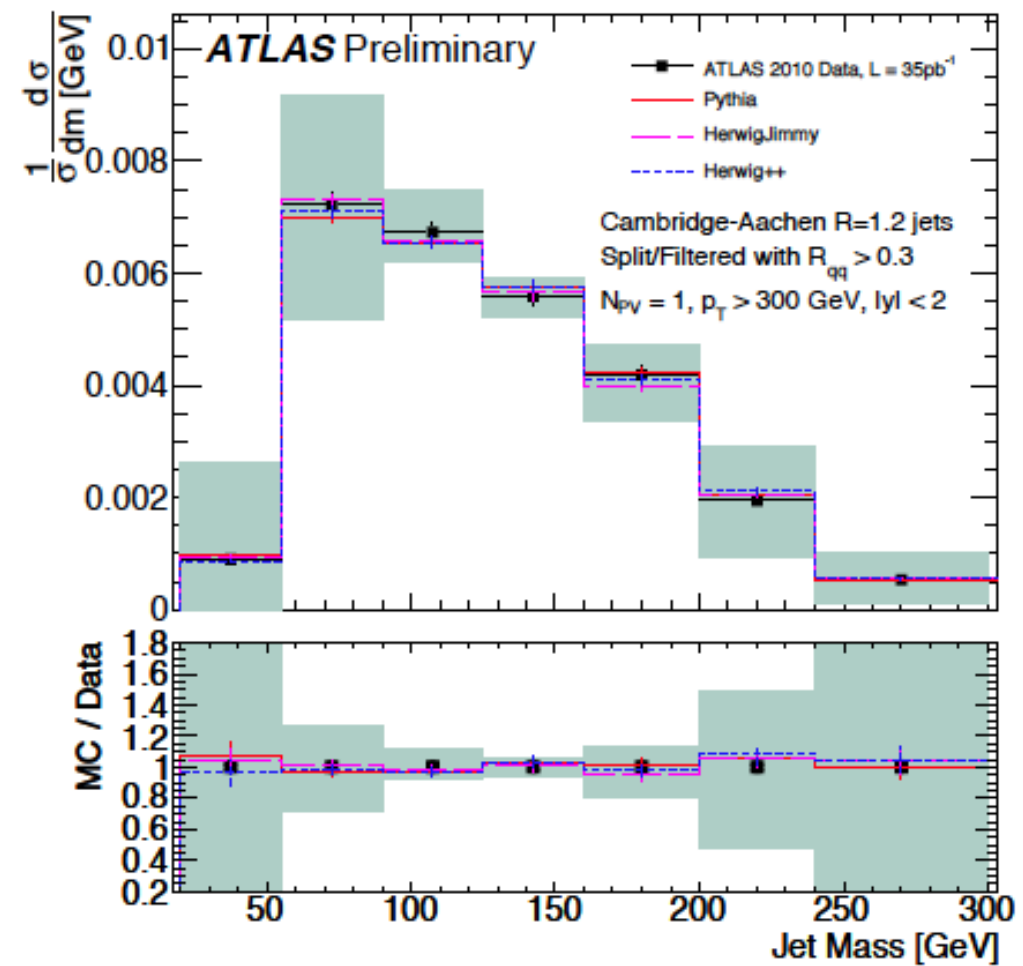 ATLAS Preliminary
1/σ dσ/dm [GeV]
0.01
0.008
0.006
0.004
0.002
0
ATLAS 2010 Data, L = 35pb⁻¹
Pythia
HerwigJimmy
Herwig++
Cambridge-Aachen R=1.2 jets
Split/Filtered with R_qq > 0.3
N_PV = 1, p_T > 300 GeV, |y| < 2
MC / Data
1.8
1.6
1.4
1.2
1
0.8
0.6
0.4
0.2
50 100 150 200 250 300
Jet Mass [GeV]